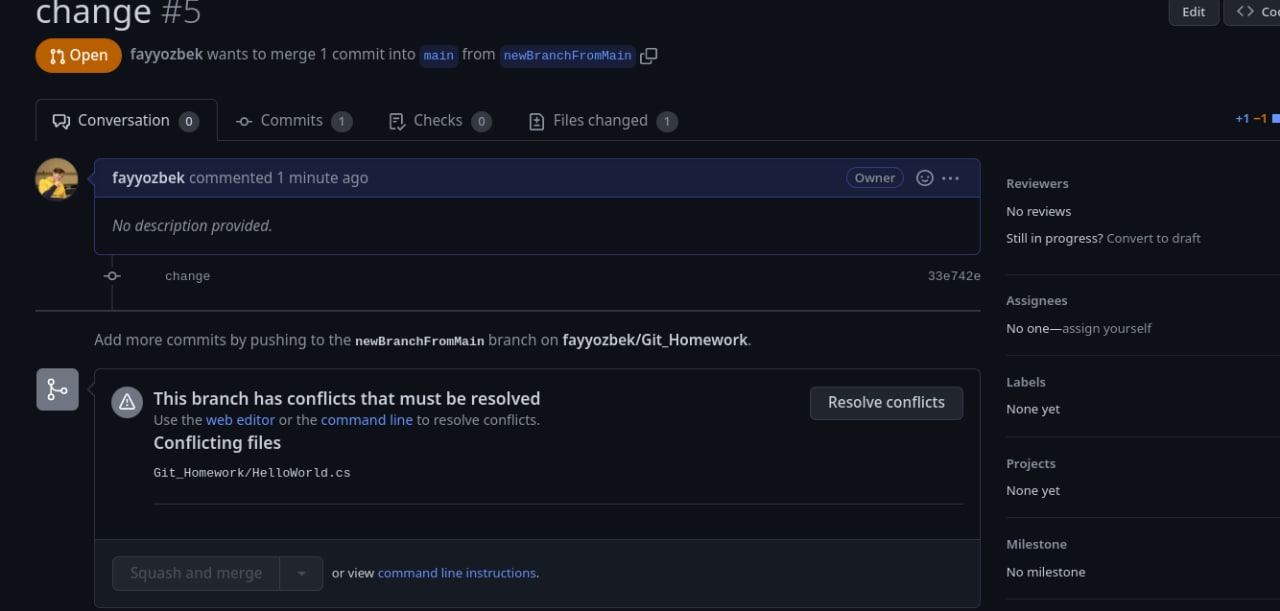 change #5
Edit
Open
fayyozbek wants to merge 1 commit into main from newBranchFromMain
Conversation 0
Commits 1
Checks 0
Files changed 1
+1 −1
fayyozbek commented 1 minute ago
Owner
No description provided.
change
33e742e
Add more commits by pushing to the newBranchFromMain branch on fayyozbek/Git_Homework.
This branch has conflicts that must be resolved
Use the web editor or the command line to resolve conflicts.
Resolve conflicts
Conflicting files
Git_Homework/HelloWorld.cs
Squash and merge
or view command line instructions.
Reviewers
No reviews
Still in progress? Convert to draft
Assignees
No one—assign yourself
Labels
None yet
Projects
None yet
Milestone
No milestone